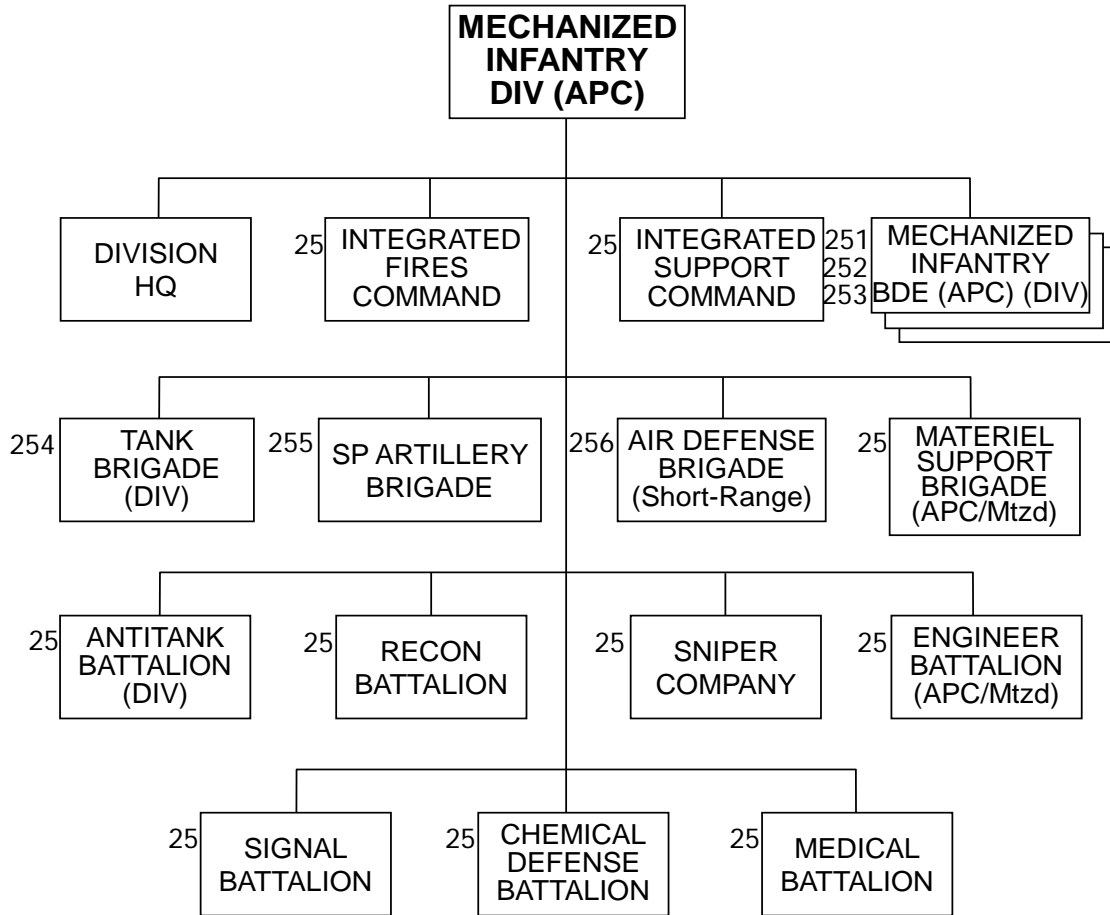 MECHANIZED
INFANTRY
DIV (APC)
DIVISION
HQ
25
INTEGRATED
FIRES
COMMAND
25
INTEGRATED
SUPPORT
COMMAND
251
252
253
MECHANIZED
INFANTRY
BDE (APC) (DIV)
254
TANK
BRIGADE
(DIV)
255
SP ARTILLERY
BRIGADE
256
AIR DEFENSE
BRIGADE
(Short-Range)
25
MATERIEL
SUPPORT
BRIGADE
(APC/Mtzd)
25
ANTITANK
BATTALION
(DIV)
25
RECON
BATTALION
25
SNIPER
COMPANY
25
ENGINEER
BATTALION
(APC/Mtzd)
25
SIGNAL
BATTALION
25
CHEMICAL
DEFENSE
BATTALION
25
MEDICAL
BATTALION